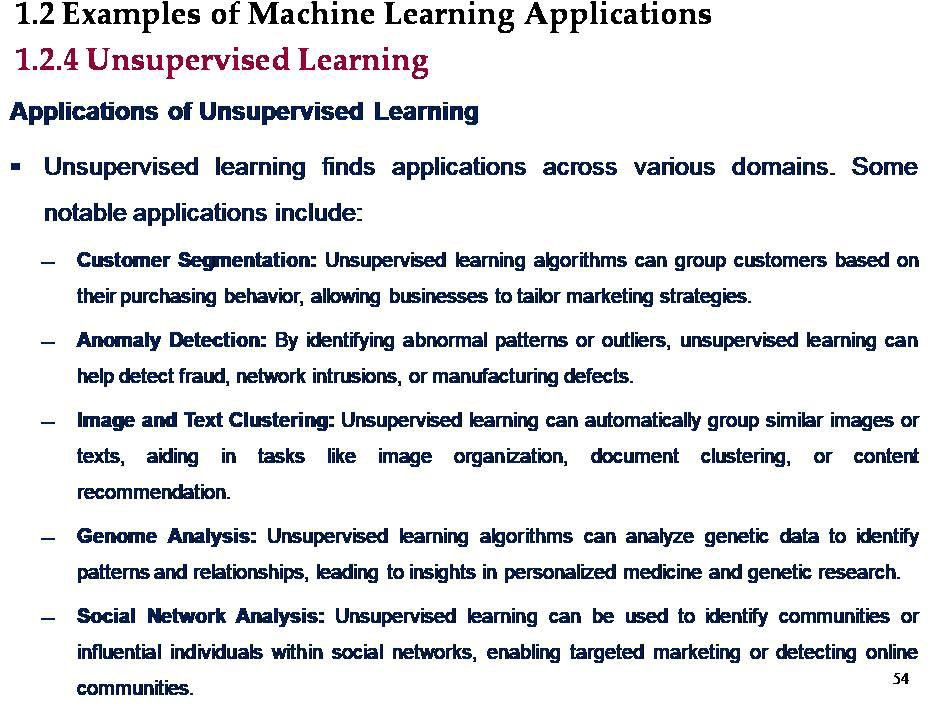 1.2 Examples of Machine Learning Applications
1.2.4 Unsupervised Learning
Applications of Unsupervised Learning
▪ Unsupervised learning finds applications across various domains. Some
notable applications include:
– Customer Segmentation: Unsupervised learning algorithms can group customers based on
their purchasing behavior, allowing businesses to tailor marketing strategies.
– Anomaly Detection: By identifying abnormal patterns or outliers, unsupervised learning can
help detect fraud, network intrusions, or manufacturing defects.
– Image and Text Clustering: Unsupervised learning can automatically group similar images or
texts, aiding in tasks like image organization, document clustering, or content
recommendation.
– Genome Analysis: Unsupervised learning algorithms can analyze genetic data to identify
patterns and relationships, leading to insights in personalized medicine and genetic research.
– Social Network Analysis: Unsupervised learning can be used to identify communities or
influential individuals within social networks, enabling targeted marketing or detecting online
communities.
54